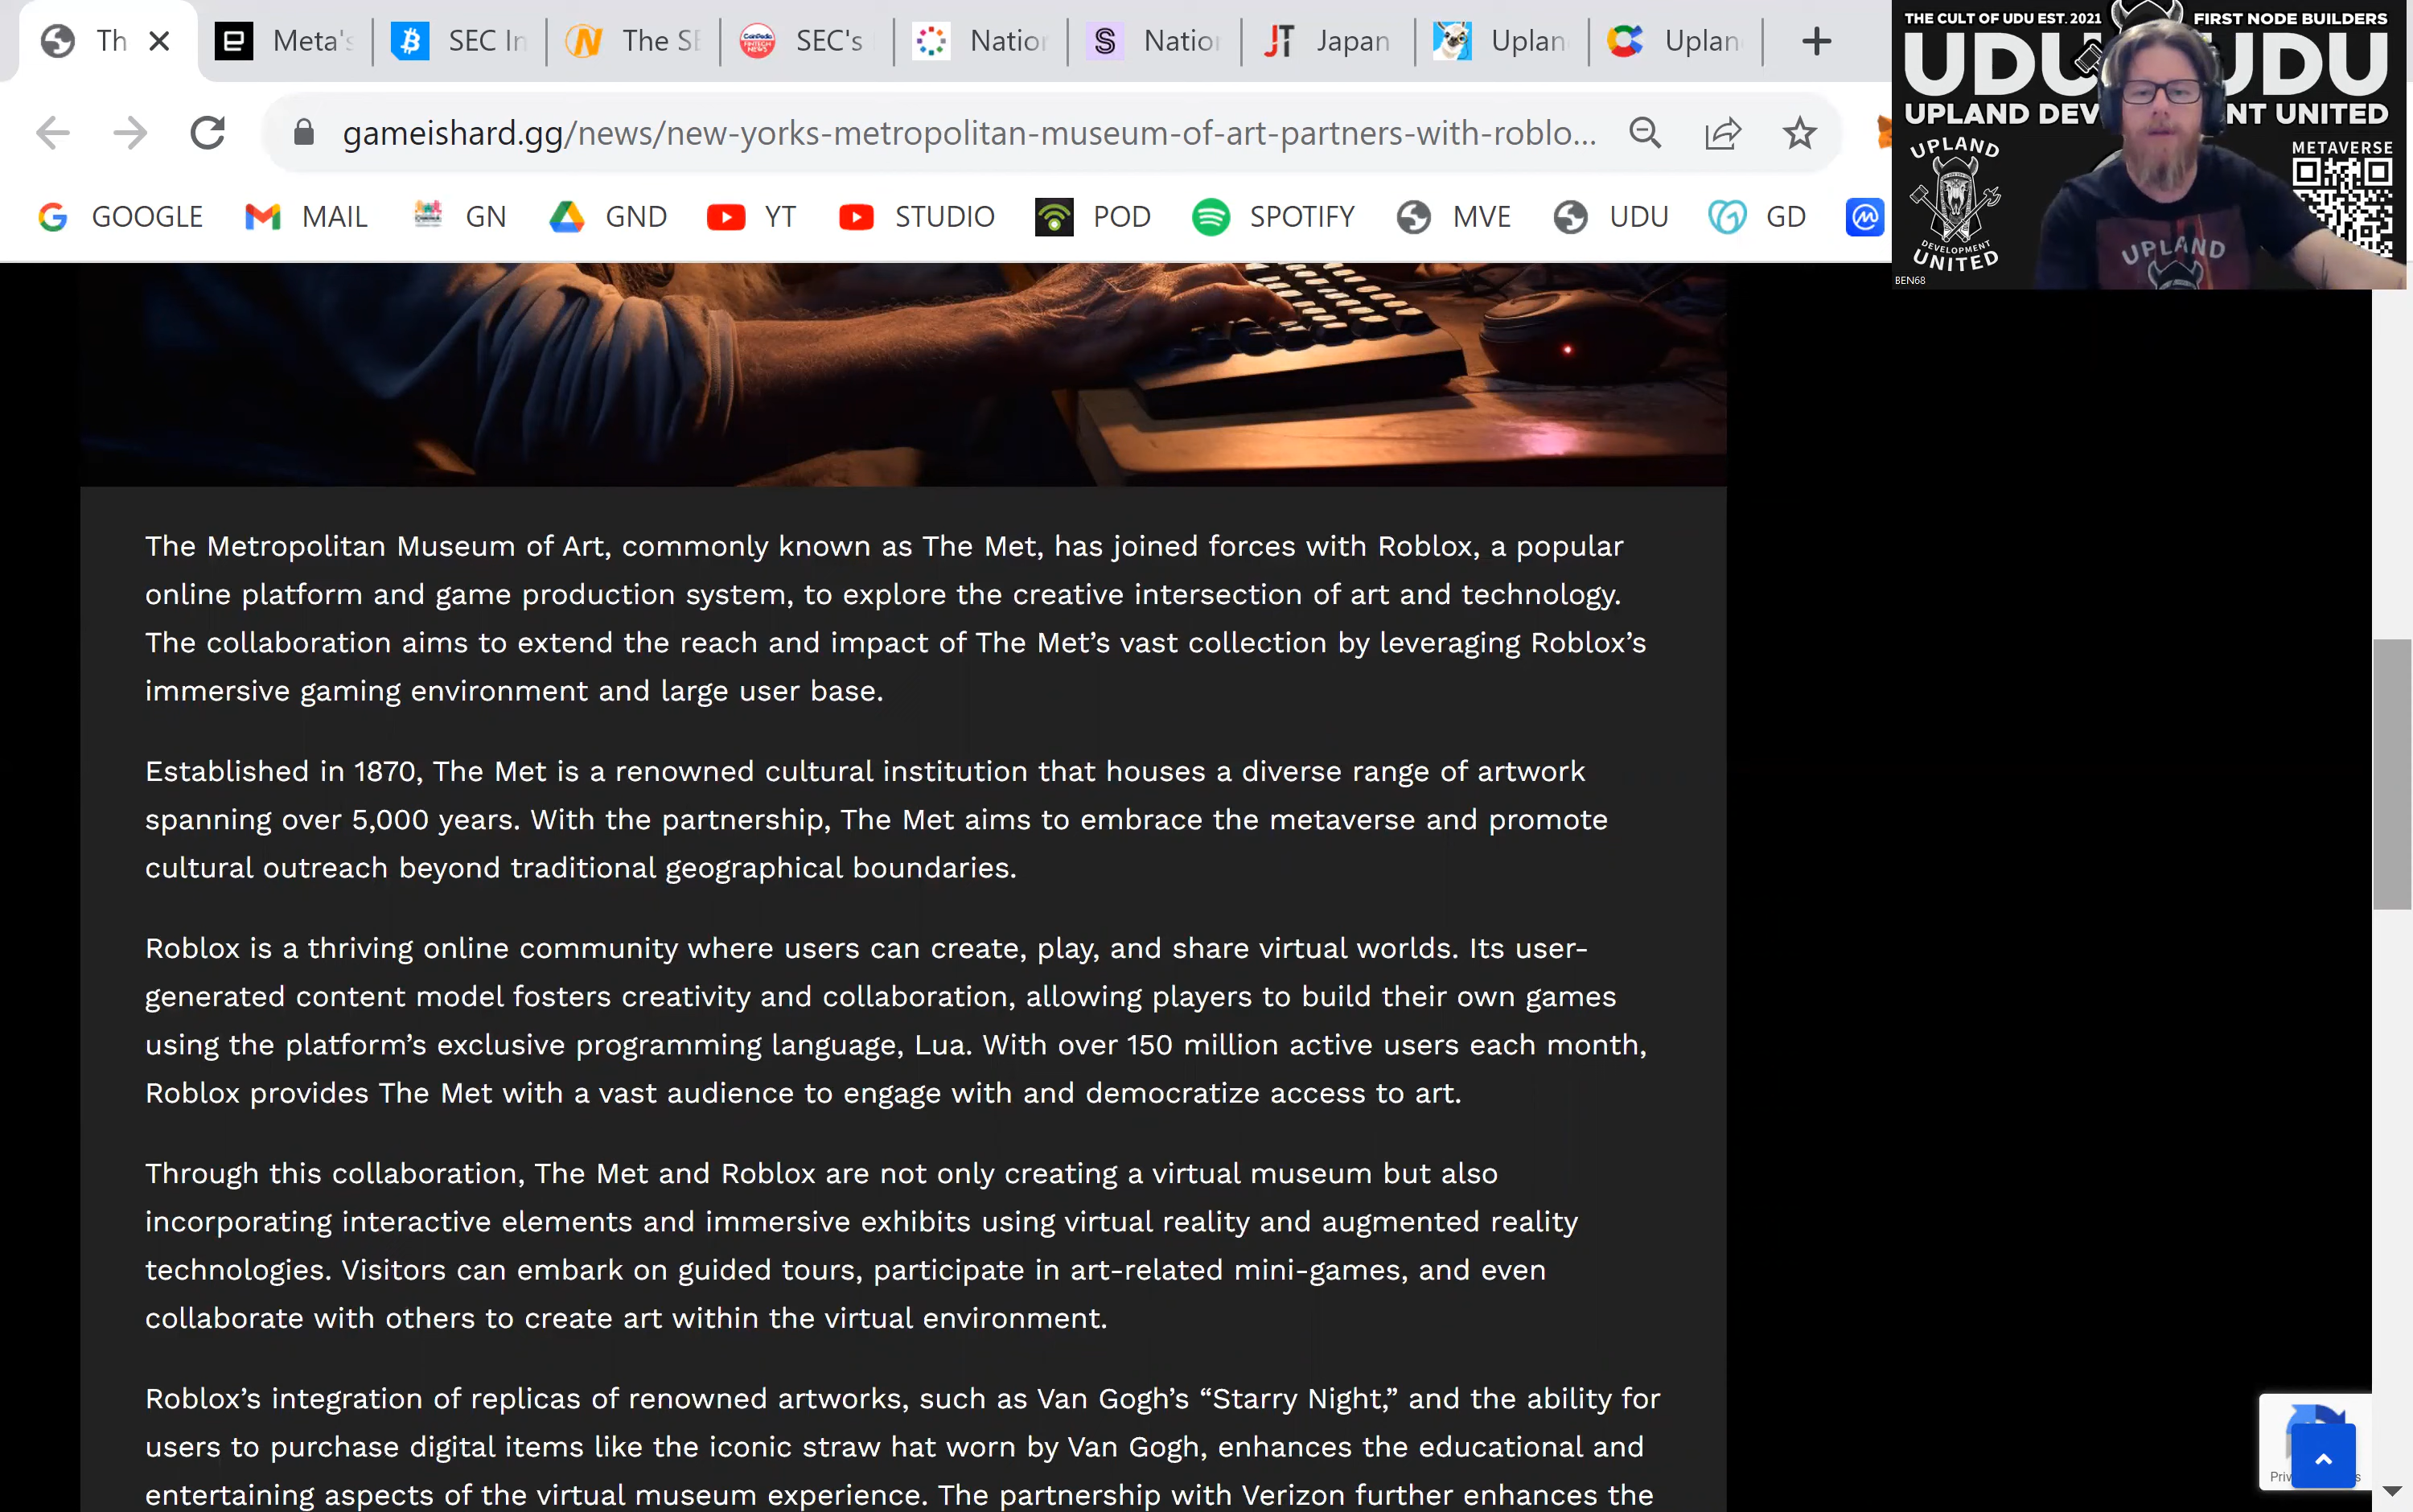 Th
Meta's
SEC In
The SE
SEC's
Nation
Nation
Japan
Uplan
Uplan
gameishard.gg/news/new-yorks-metropolitan-museum-of-art-partners-with-roblo...
GOOGLE
MAIL
GN
GND
YT
STUDIO
POD
SPOTIFY
MVE
UDU
GD
THE CULT OF UDU EST. 2021
FIRST NODE BUILDERS
UDU
UDU
UPLAND DEV
NT UNITED
UPLAND
DEVELOPMENT
UNITED
METAVERSE
UPLAND
BEN68
The Metropolitan Museum of Art, commonly known as The Met, has joined forces with Roblox, a popular
online platform and game production system, to explore the creative intersection of art and technology.
The collaboration aims to extend the reach and impact of The Met’s vast collection by leveraging Roblox’s
immersive gaming environment and large user base.
Established in 1870, The Met is a renowned cultural institution that houses a diverse range of artwork
spanning over 5,000 years. With the partnership, The Met aims to embrace the metaverse and promote
cultural outreach beyond traditional geographical boundaries.
Roblox is a thriving online community where users can create, play, and share virtual worlds. Its user-
generated content model fosters creativity and collaboration, allowing players to build their own games
using the platform’s exclusive programming language, Lua. With over 150 million active users each month,
Roblox provides The Met with a vast audience to engage with and democratize access to art.
Through this collaboration, The Met and Roblox are not only creating a virtual museum but also
incorporating interactive elements and immersive exhibits using virtual reality and augmented reality
technologies. Visitors can embark on guided tours, participate in art-related mini-games, and even
collaborate with others to create art within the virtual environment.
Roblox’s integration of replicas of renowned artworks, such as Van Gogh’s “Starry Night,” and the ability for
users to purchase digital items like the iconic straw hat worn by Van Gogh, enhances the educational and
entertaining aspects of the virtual museum experience. The partnership with Verizon further enhances the